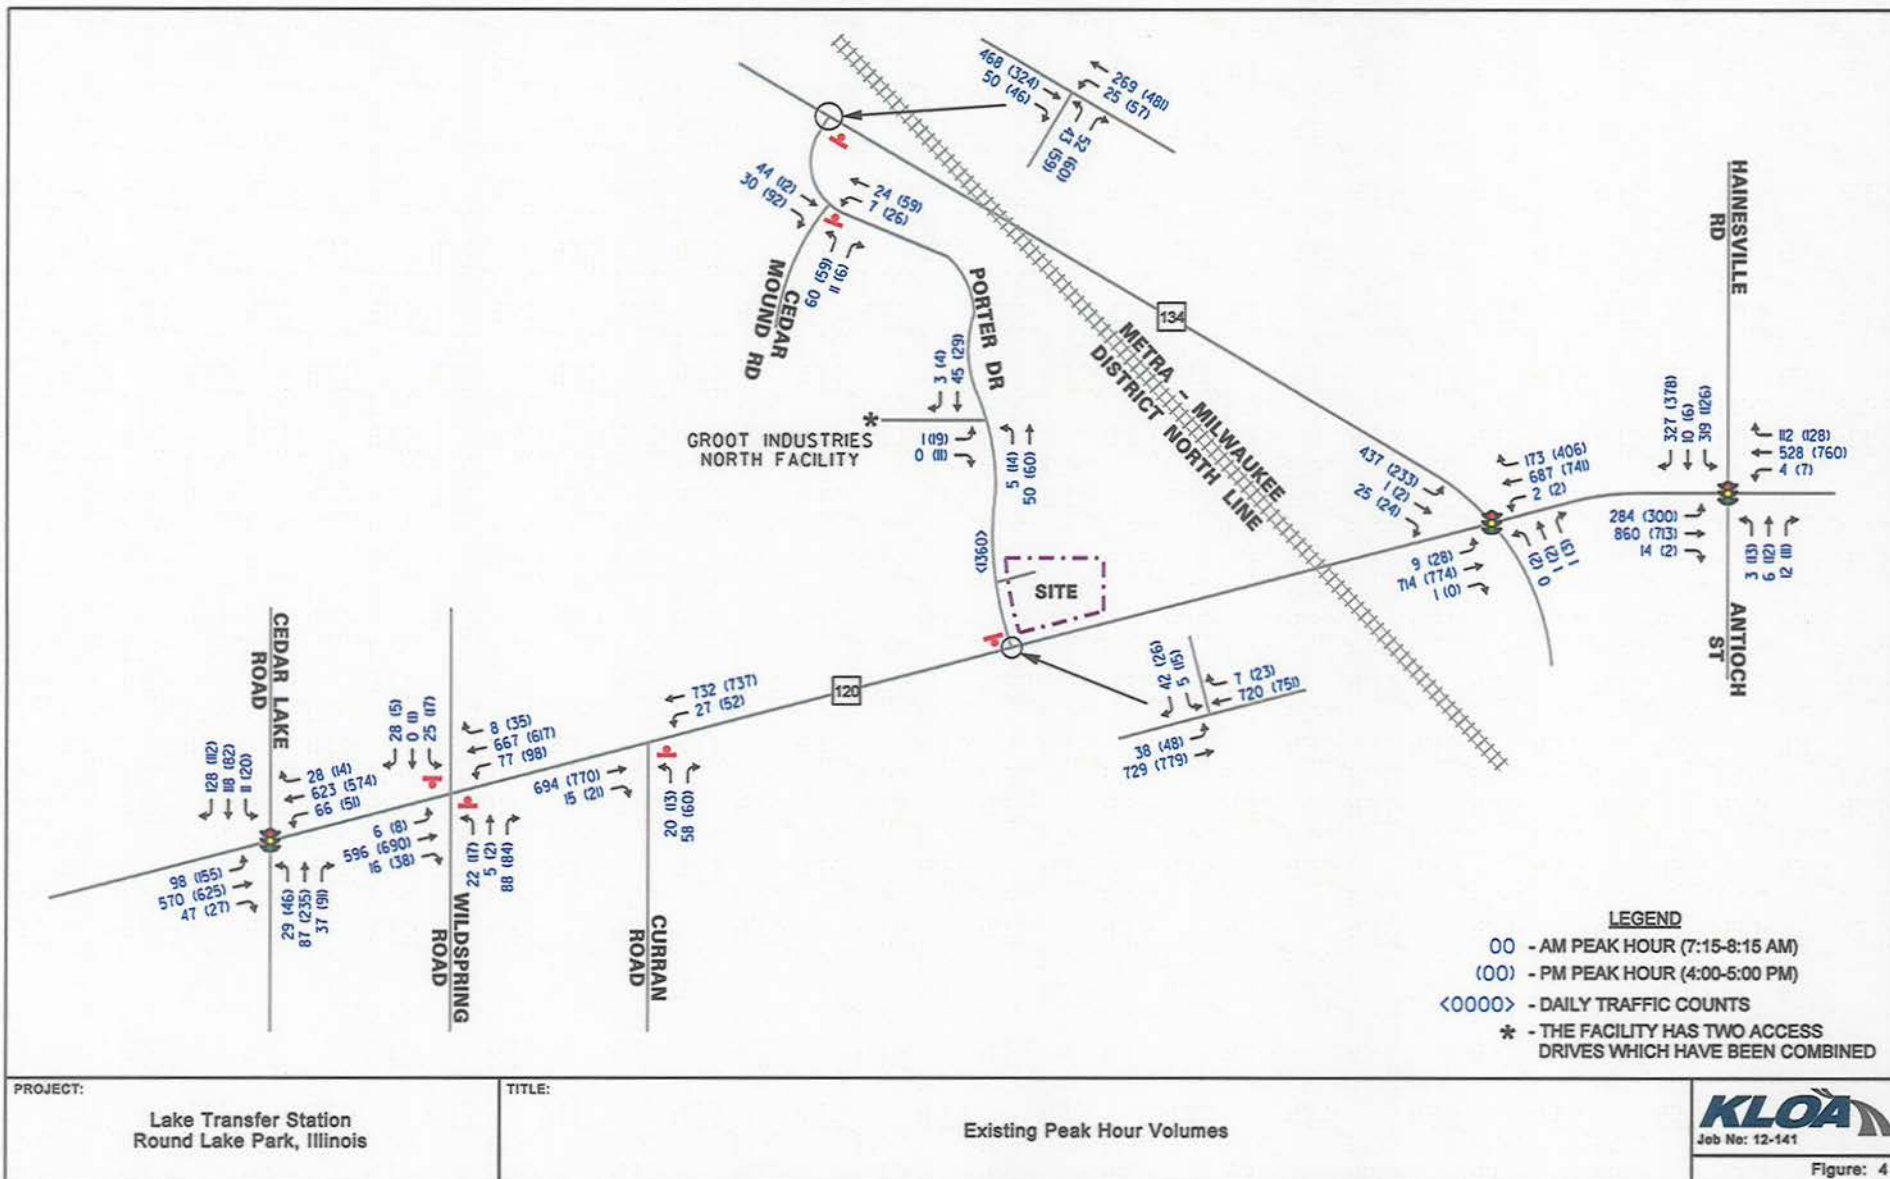 468 (324)
50 (46)
269 (481)
25 (57)
43 (59)
52 (60)
44 (12)
30 (92)
24 (59)
7 (26)
60 (59)
11 (6)
CEDAR
MOUND RD
PORTER DR
134
METRA - MILWAUKEE
DISTRICT NORTH LINE
HAINESVILLE
RD
3 (4)
45 (29)
*
GROOT INDUSTRIES
NORTH FACILITY
1 (19)
0 (11)
5 (14)
50 (60)
<1360>
SITE
437 (233)
1 (2)
25 (24)
173 (406)
687 (741)
2 (2)
9 (28)
714 (774)
1 (0)
0 (2)
1 (2)
1 (3)
327 (378)
10 (6)
319 (126)
112 (128)
528 (760)
4 (7)
284 (300)
860 (713)
14 (2)
3 (13)
6 (12)
12 (11)
ANTIOCH
ST
42 (26)
5 (15)
7 (23)
720 (751)
38 (48)
729 (779)
120
732 (737)
27 (52)
694 (770)
15 (21)
20 (13)
58 (60)
CURRAN
ROAD
28 (5)
0 (1)
25 (17)
8 (35)
667 (617)
77 (98)
6 (8)
596 (690)
16 (38)
22 (17)
5 (2)
88 (84)
WILDSPRING
ROAD
CEDAR LAKE
ROAD
128 (112)
118 (82)
11 (20)
28 (14)
623 (574)
66 (51)
98 (155)
570 (625)
47 (27)
29 (46)
87 (235)
37 (91)
LEGEND
00 - AM PEAK HOUR (7:15-8:15 AM)
(00) - PM PEAK HOUR (4:00-5:00 PM)
<0000> - DAILY TRAFFIC COUNTS
* - THE FACILITY HAS TWO ACCESS
DRIVES WHICH HAVE BEEN COMBINED
PROJECT:
Lake Transfer Station
Round Lake Park, Illinois
TITLE:
Existing Peak Hour Volumes
KLOA
Job No: 12-141
Figure: 4